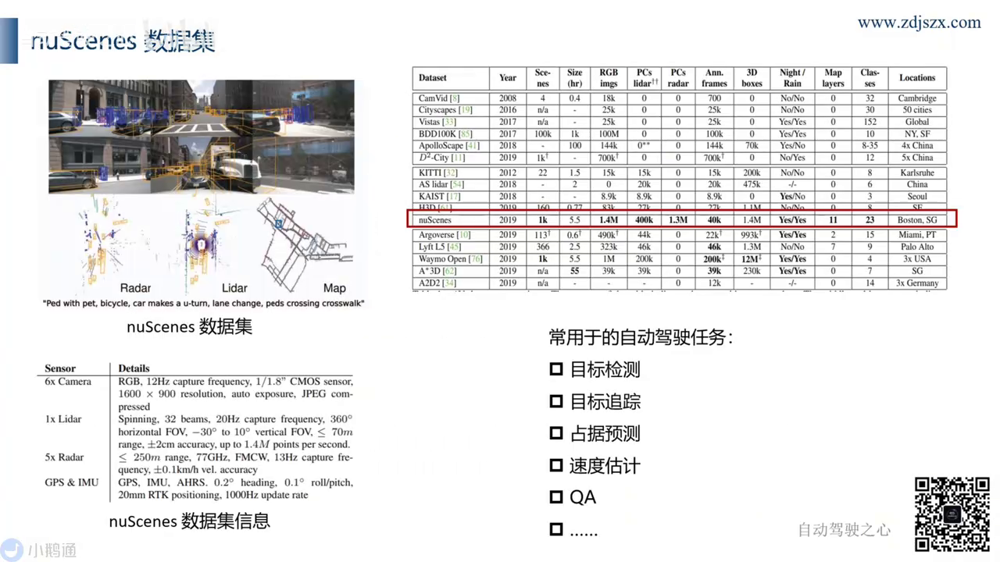 www.zdjszx.com
nuScenes 数据集
Radar Lidar Map
"Ped with pet, bicycle, car makes a u-turn, lane change, peds crossing crosswalk"
nuScenes 数据集
Sensor Details
6x Camera RGB, 12Hz capture frequency, 1/1.8” CMOS sensor,
1600 × 900 resolution, auto exposure, JPEG com-
pressed
1x Lidar Spinning, 32 beams, 20Hz capture frequency, 360°
horizontal FOV, −30° to 10° vertical FOV, ≤ 70m
range, ±2cm accuracy, up to 1.4M points per second.
5x Radar ≤ 250m range, 77GHz, FMCW, 13Hz capture fre-
quency, ±0.1km/h vel. accuracy
GPS & IMU GPS, IMU, AHRS. 0.2° heading, 0.1° roll/pitch,
20mm RTK positioning, 1000Hz update rate
nuScenes 数据集信息
Dataset Year Sce- Size RGB PCs PCs Ann. 3D Night / Map Clas- Locations
nes (hr) imgs lidar†† radar frames boxes Rain layers ses
CamVid [8] 2008 4 0.4 18k 0 0 700 0 No/No 0 32 Cambridge
Cityscapes [19] 2016 n/a - 25k 0 0 25k 0 No/No 0 30 50 cities
Vistas [33] 2017 n/a - 25k 0 0 25k 0 Yes/Yes 0 152 Global
BDD100K [85] 2017 100k 1k 100M 0 0 100k 0 Yes/Yes 0 10 NY, SF
ApolloScape [41] 2018 - 100 144k 0** 0 144k 70k Yes/No 0 8-35 4x China
D²-City [11] 2019 1k† - 700k† 0 0 700k† 0 No/Yes 0 12 5x China
KITTI [32] 2012 22 1.5 15k 15k 0 15k 200k No/No 0 8 Karlsruhe
AS lidar [54] 2018 - 2 0 20k 0 20k 475k -/- 0 6 China
KAIST [17] 2018 - - 8.9k 8.9k 0 8.9k 0 Yes/No 0 3 Seoul
H3D [61] 2019 160 0.77 83k 27k 0 27k 1.1M No/No 0 8 SF
nuScenes 2019 1k 5.5 1.4M 400k 1.3M 40k 1.4M Yes/Yes 11 23 Boston, SG
Argoverse [10] 2019 113† 0.6† 490k† 44k 0 22k† 993k† Yes/Yes 2 15 Miami, PT
Lyft L5 [45] 2019 366 2.5 323k 46k 0 46k 1.3M No/No 7 9 Palo Alto
Waymo Open [76] 2019 1k 5.5 1M 200k 0 200k‡ 12M‡ Yes/Yes 0 4 3x USA
A*3D [62] 2019 n/a 55 39k 39k 0 39k 230k Yes/Yes 0 7 SG
A2D2 [34] 2019 n/a - - - 0 12k - -/- 0 14 3x Germany
常用于的自动驾驶任务：
目标检测
目标追踪
占据预测
速度估计
QA
......
自动驾驶之心
小鹅通